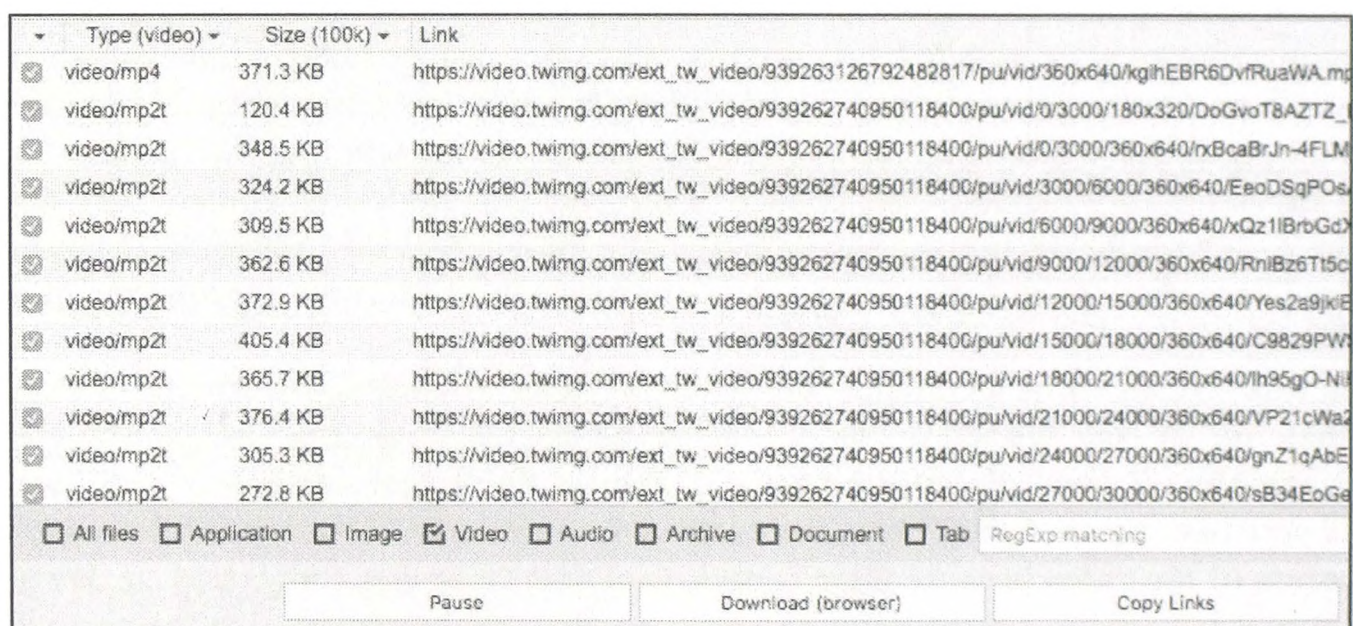 Type (video) Size (100k) Link
video/mp4 371.3 KB https://video.twimg.com/ext_tw_video/939263126792482817/pu/vid/360x640/kglhEBR6DvfRuaWA.mp
video/mp2t 120.4 KB https://video.twimg.com/ext_tw_video/939262740950118400/pu/vid/0/3000/180x320/DoGvoT8AZTZ_
video/mp2t 348.5 KB https://video.twimg.com/ext_tw_video/939262740950118400/pu/vid/0/3000/360x640/rxBcaBrJn-4FLM
video/mp2t 324.2 KB https://video.twimg.com/ext_tw_video/939262740950118400/pu/vid/3000/6000/360x640/EeoDSqPOs
video/mp2t 309.5 KB https://video.twimg.com/ext_tw_video/939262740950118400/pu/vid/6000/9000/360x640/xQz1lBrbGdX
video/mp2t 362.6 KB https://video.twimg.com/ext_tw_video/939262740950118400/pu/vid/9000/12000/360x640/RnlBz6Tt5c
video/mp2t 372.9 KB https://video.twimg.com/ext_tw_video/939262740950118400/pu/vid/12000/15000/360x640/Yes2a9jkiE
video/mp2t 405.4 KB https://video.twimg.com/ext_tw_video/939262740950118400/pu/vid/15000/18000/360x640/C9829PW
video/mp2t 365.7 KB https://video.twimg.com/ext_tw_video/939262740950118400/pu/vid/18000/21000/360x640/lh95gO-Ni
video/mp2t 376.4 KB https://video.twimg.com/ext_tw_video/939262740950118400/pu/vid/21000/24000/360x640/VP21cWa2
video/mp2t 305.3 KB https://video.twimg.com/ext_tw_video/939262740950118400/pu/vid/24000/27000/360x640/gnZ1qAbE
video/mp2t 272.8 KB https://video.twimg.com/ext_tw_video/939262740950118400/pu/vid/27000/30000/360x640/sB34EoGe
All files Application Image Video Audio Archive Document Tab RegExp matching
Pause Download (browser) Copy Links